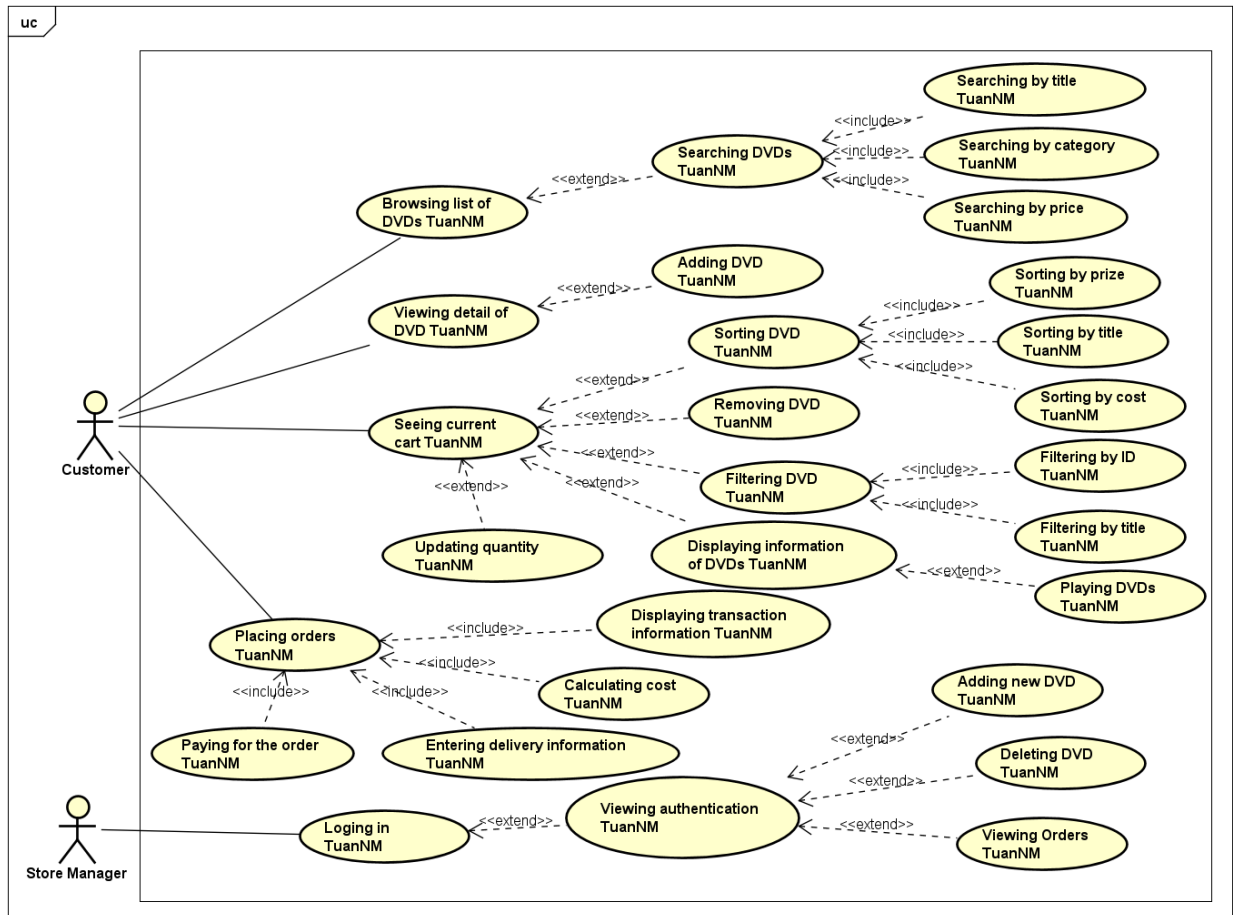 uc
Searching by title
TuanNM
<<include>>
Searching DVDs
TuanNM
<<include>>
Searching by category
TuanNM
<<extend>>
<<include>>
Browsing list of
DVDs TuanNM
Searching by price
TuanNM
Adding DVD
TuanNM
Sorting by prize
TuanNM
<<extend>>
<<include>>
Viewing detail of
DVD TuanNM
Sorting DVD
TuanNM
<<include>>
Sorting by title
TuanNM
<<extend>>
<<include>>
Removing DVD
TuanNM
Sorting by cost
TuanNM
<<extend>>
Seeing current
cart TuanNM
Customer
<<extend>>
Filtering DVD
TuanNM
<<include>>
Filtering by ID
TuanNM
<<extend>>
<<extend>>
<<include>>
Filtering by title
TuanNM
Updating quantity
TuanNM
Displaying information
of DVDs TuanNM
<<extend>>
Playing DVDs
TuanNM
Displaying transaction
information TuanNM
<<include>>
Placing orders
TuanNM
<<include>>
Calculating cost
TuanNM
<<include>>
<<include>>
Adding new DVD
TuanNM
Paying for the order
TuanNM
Entering delivery information
TuanNM
<<extend>>
Deleting DVD
TuanNM
<<extend>>
Viewing authentication
TuanNM
Loging in
TuanNM
<<extend>>
<<extend>>
Viewing Orders
TuanNM
Store Manager